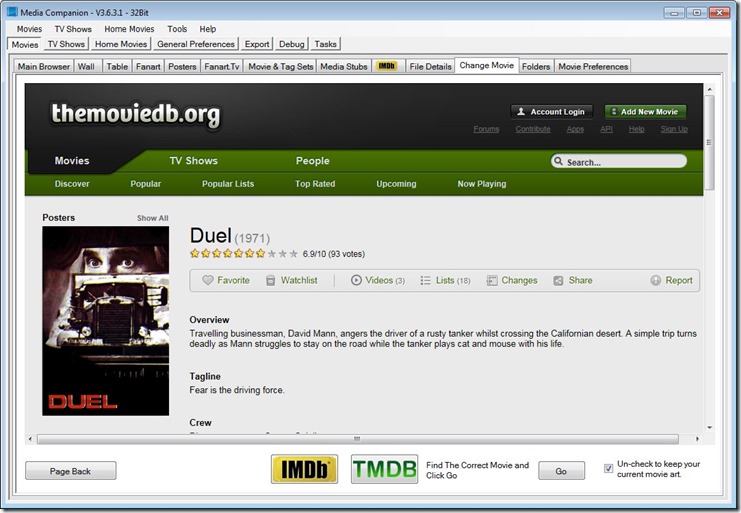 Media Companion - V3.6.3.1 - 32Bit
Movies TV Shows Home Movies Tools Help
Movies TV Shows Home Movies General Preferences Export Debug Tasks
Main Browser Wall Table Fanart Posters Fanart.Tv Movie & Tag Sets Media Stubs IMDb File Details Change Movie Folders Movie Preferences
themoviedb.org
Account Login Add New Movie
Forums Contribute Apps API Help Sign Up
Movies TV Shows People Search...
Discover Popular Popular Lists Top Rated Upcoming Now Playing
Posters Show All
DUEL
Duel (1971)
6.9/10 (93 votes)
Favorite Watchlist Videos (3) Lists (18) Changes Share Report
Overview
Travelling businessman, David Mann, angers the driver of a rusty tanker whilst crossing the Californian desert. A simple trip turns
deadly as Mann struggles to stay on the road while the tanker plays cat and mouse with his life.
Tagline
Fear is the driving force.
Crew
Page Back
IMDb
TMDB
Find The Correct Movie and
Click Go
Go
Un-check to keep your
current movie art.